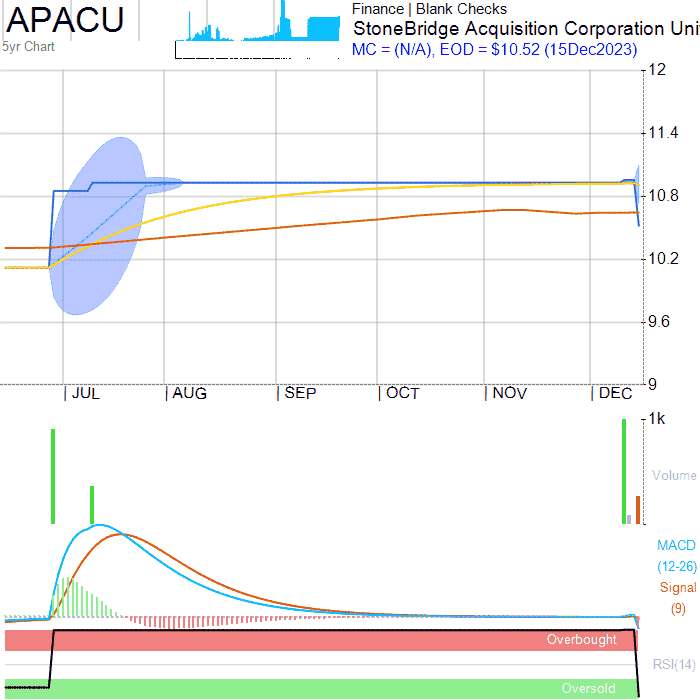 APACU
5yr Chart
Finance | Blank Checks
StoneBridge Acquisition Corporation Uni
MC = (N/A), EOD = $10.52 (15Dec2023)
12
11.4
10.8
10.2
9.6
9
JUL AUG SEP OCT NOV DEC
1k
Volume
MACD
(12-26)
Signal
(9)
Overbought
RSI(14)
Oversold